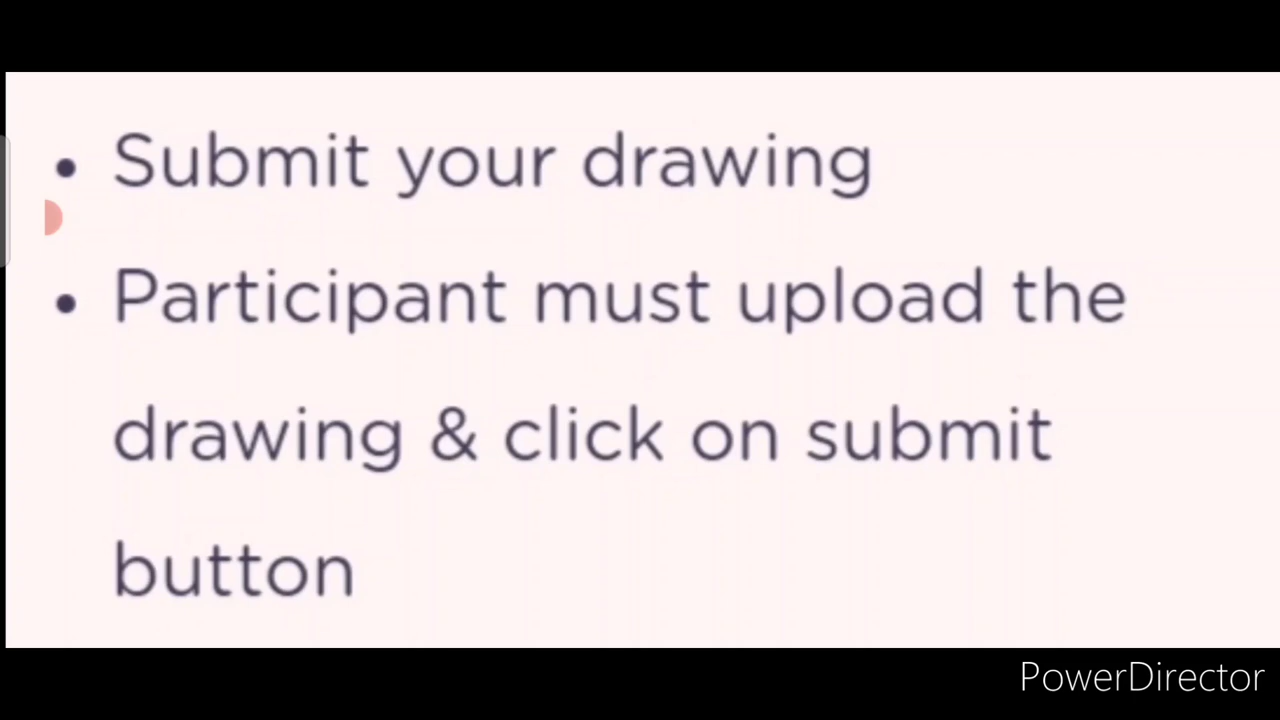 • Submit your drawing
• Participant must upload the
drawing & click on submit
button
PowerDirector